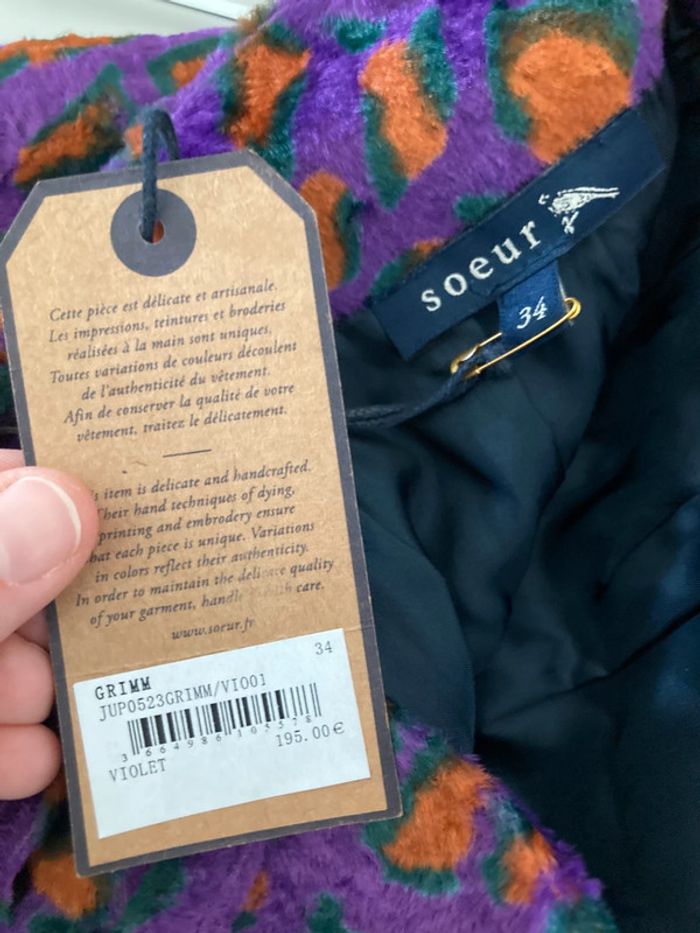 soeur
34
Cette pièce est délicate et artisanale.
Les impressions, teintures et broderies
réalisées à la main sont uniques.
Toutes variations de couleurs découlent
de l'authenticité du vêtement.
Afin de conserver la qualité de votre
vêtement, traitez le délicatement.
item is delicate and handcrafted.
Their hand techniques of dying,
printing and embrodery ensure
that each piece is unique. Variations
in colors reflect their authenticity.
In order to maintain the delicate quality
of your garment, handle care.
www.soeur.fr
34
GRIMM
JUP0523GRIMM/VI001
3 664986 105578
195.00€
VIOLET